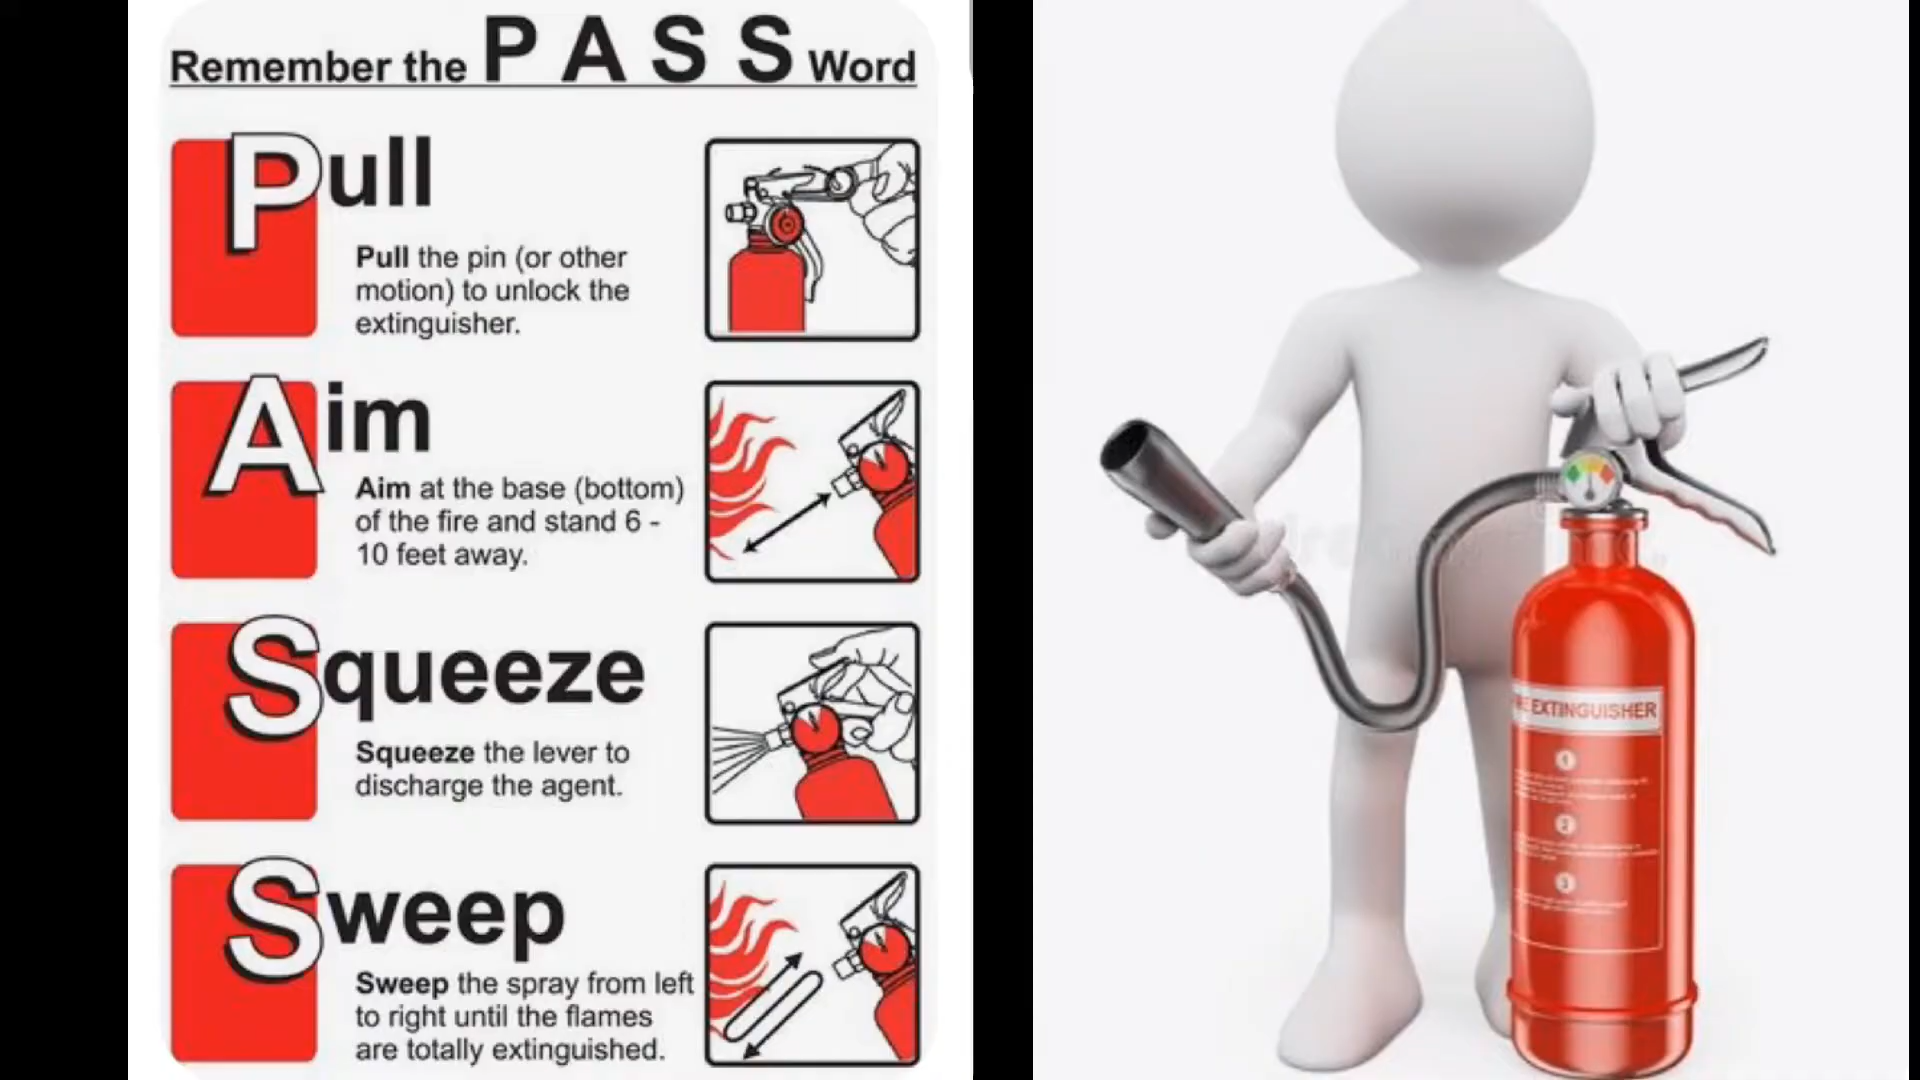 Remember the P A S S Word
Pull
Pull the pin (or other
motion) to unlock the
extinguisher.
Aim
Aim at the base (bottom)
of the fire and stand 6 -
10 feet away.
Squeeze
Squeeze the lever to
discharge the agent.
Sweep
Sweep the spray from left
to right until the flames
are totally extinguished.
EXTINGUISHER
1
2
3